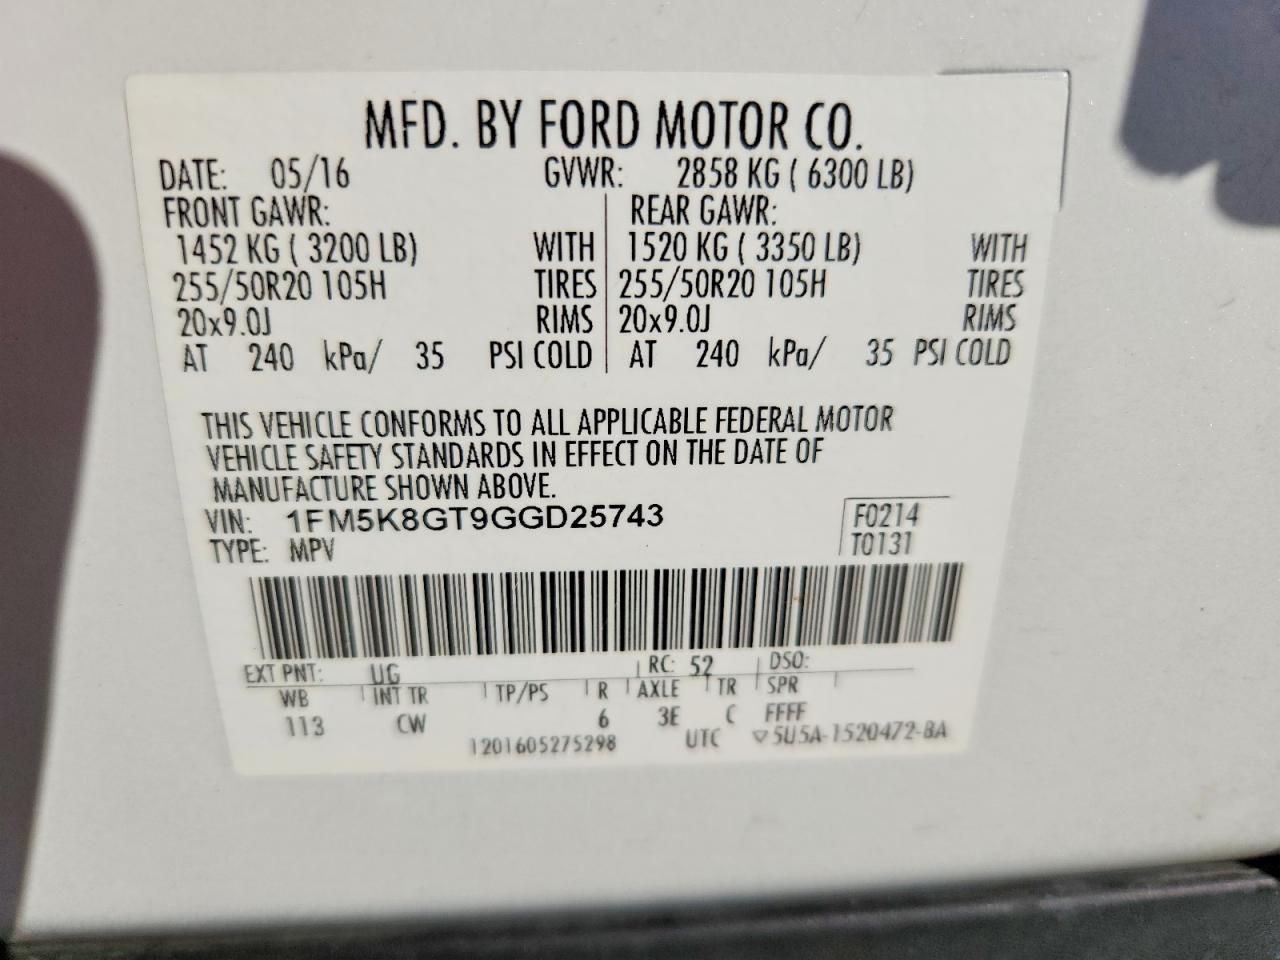 MFD. BY FORD MOTOR CO.
DATE: 05/16 GVWR: 2858 KG ( 6300 LB)
FRONT GAWR: REAR GAWR:
1452 KG ( 3200 LB) WITH 1520 KG ( 3350 LB) WITH
255/50R20 105H TIRES 255/50R20 105H TIRES
20x9.0J RIMS 20x9.0J RIMS
AT 240 kPa/ 35 PSI COLD AT 240 kPa/ 35 PSI COLD
THIS VEHICLE CONFORMS TO ALL APPLICABLE FEDERAL MOTOR
VEHICLE SAFETY STANDARDS IN EFFECT ON THE DATE OF
MANUFACTURE SHOWN ABOVE.
VIN: 1FM5K8GT9GGD25743 F0214
TYPE: MPV T0131
EXT PNT: UG RC: 52 DSO:
WB INT TR TP/PS R AXLE TR SPR
113 CW 6 3E C FFFF
1201605275298 UTC ▽5U5A-1520472-BA